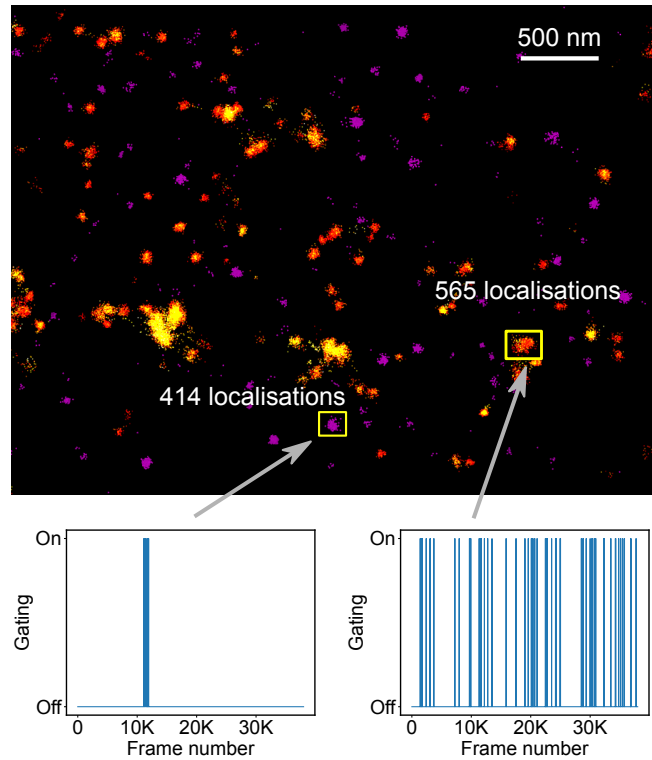 500 nm
565 localisations
414 localisations
On
Off
Gating
0 10K 20K 30K
Frame number
On
Off
Gating
0 10K 20K 30K
Frame number